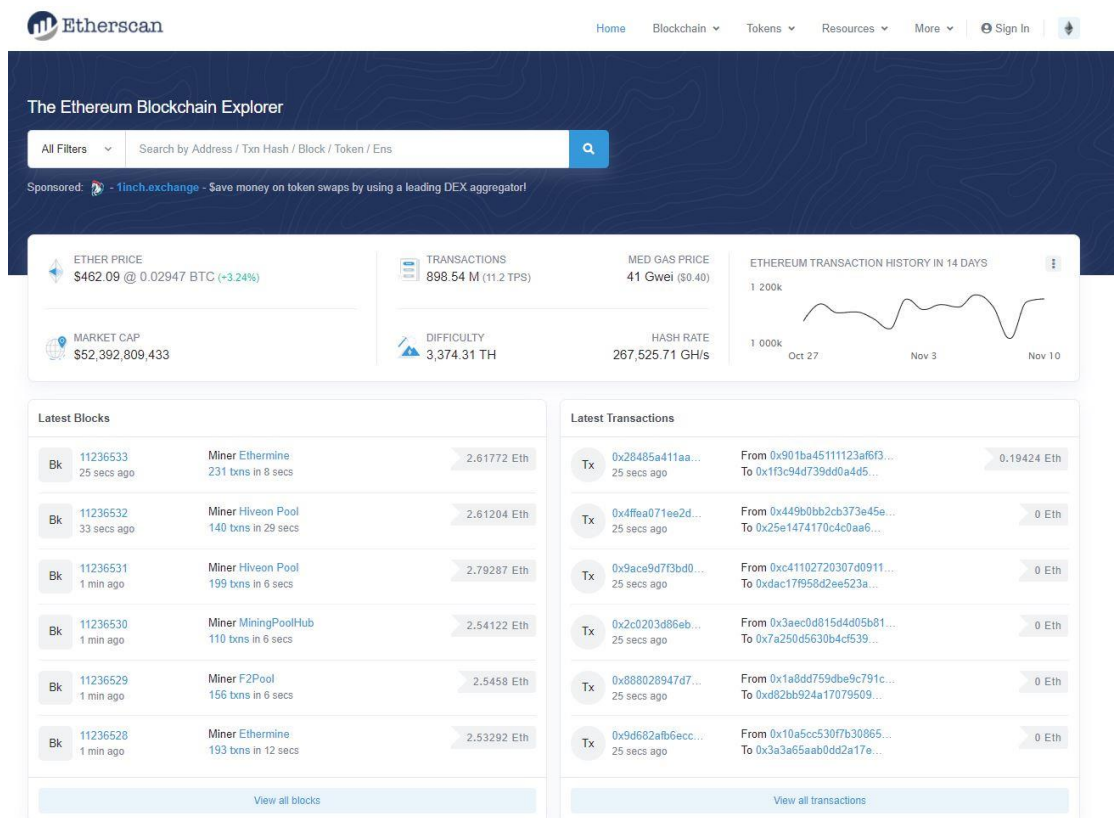 Etherscan
Home Blockchain Tokens Resources More Sign In
The Ethereum Blockchain Explorer
All Filters Search by Address / Txn Hash / Block / Token / Ens
Sponsored: - 1inch.exchange - $ave money on token swaps by using a leading DEX aggregator!
ETHER PRICE
$462.09 @ 0.02947 BTC (+3.24%)
MARKET CAP
$52,392,809,433
TRANSACTIONS
898.54 M (11.2 TPS)
MED GAS PRICE
41 Gwei ($0.40)
DIFFICULTY
3,374.31 TH
HASH RATE
267,525.71 GH/s
ETHEREUM TRANSACTION HISTORY IN 14 DAYS
1 200k
1 000k
Oct 27 Nov 3 Nov 10
Latest Blocks
Bk 11236533 Miner Ethermine 2.61772 Eth
25 secs ago 231 txns in 8 secs
Bk 11236532 Miner Hiveon Pool 2.61204 Eth
33 secs ago 140 txns in 29 secs
Bk 11236531 Miner Hiveon Pool 2.79287 Eth
1 min ago 199 txns in 6 secs
Bk 11236530 Miner MiningPoolHub 2.54122 Eth
1 min ago 110 txns in 6 secs
Bk 11236529 Miner F2Pool 2.5458 Eth
1 min ago 156 txns in 6 secs
Bk 11236528 Miner Ethermine 2.53292 Eth
1 min ago 193 txns in 12 secs
View all blocks
Latest Transactions
Tx 0x28485a411aa... From 0x901ba45111123af6f3... 0.19424 Eth
25 secs ago To 0x1f3c94d739dd0a4d5...
Tx 0x4ffea071ee2d... From 0x449b0bb2cb373e45e... 0 Eth
25 secs ago To 0x25e1474170c4c0aa6...
Tx 0x9ace9d7f3bd0... From 0xc41102720307d0911... 0 Eth
25 secs ago To 0xdac17f958d2ee523a...
Tx 0x2c0203d86eb... From 0x3aec0d815d4d05b81... 0 Eth
25 secs ago To 0x7a250d5630b4cf539...
Tx 0x888028947d7... From 0x1a8dd759dbe9c791c... 0 Eth
25 secs ago To 0xd82bb924a17079509...
Tx 0x9d682afb6ecc... From 0x10a5cc530f7b30865... 0 Eth
25 secs ago To 0x3a3a65aab0dd2a17e...
View all transactions